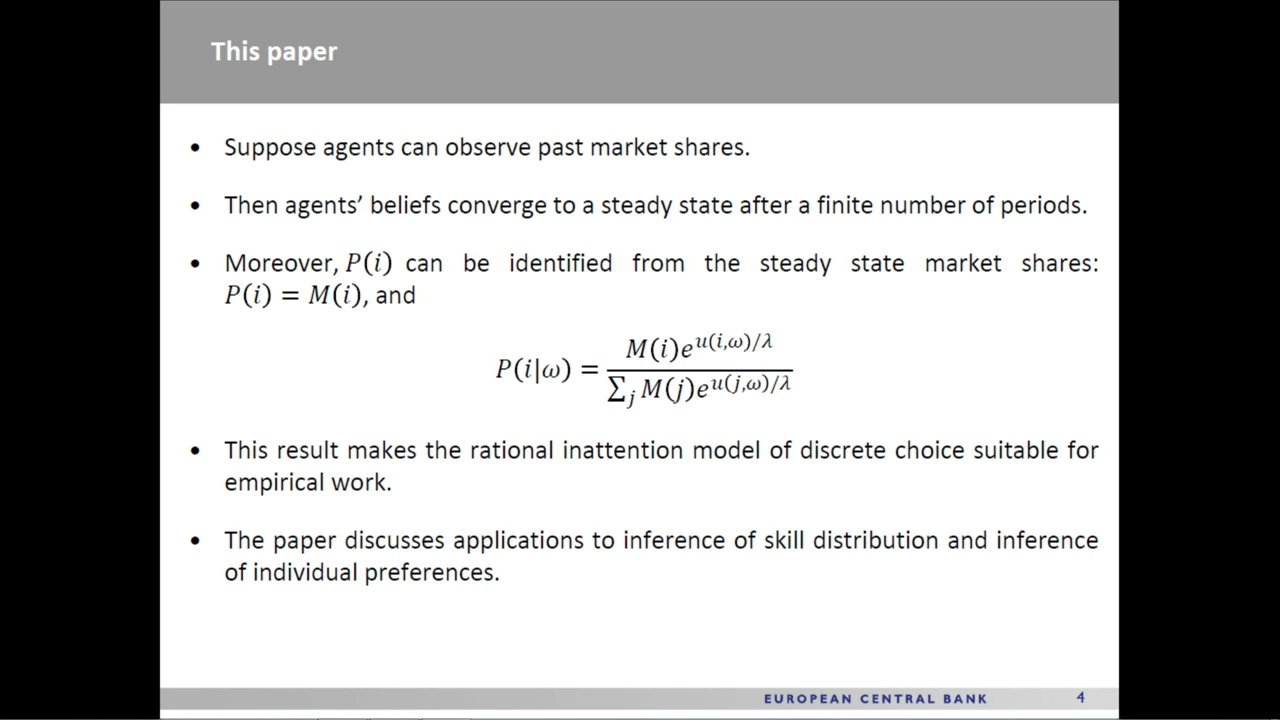 This paper
• Suppose agents can observe past market shares.
• Then agents’ beliefs converge to a steady state after a finite number of periods.
• Moreover, P(i) can be identified from the steady state market shares:
P(i) = M(i), and
P(i|ω) = M(i)e^{u(i,ω)/λ} / ∑_j M(j)e^{u(j,ω)/λ}
• This result makes the rational inattention model of discrete choice suitable for
empirical work.
• The paper discusses applications to inference of skill distribution and inference
of individual preferences.
EUROPEAN CENTRAL BANK 4